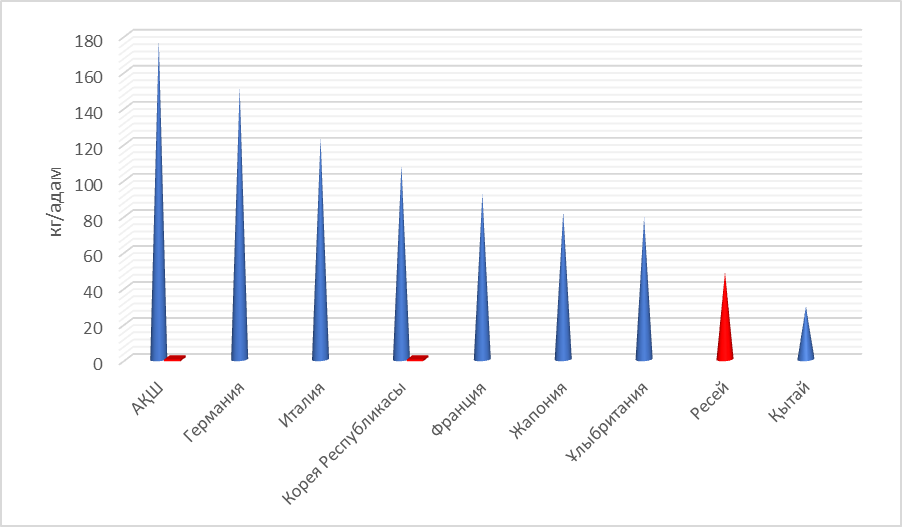 180
160
140
120
100
80
60
40
20
0
кг/адам
АҚШ
Германия
Италия
Корея Республикасы
Франция
Жапония
Ұлыбритания
Ресей
Қытай